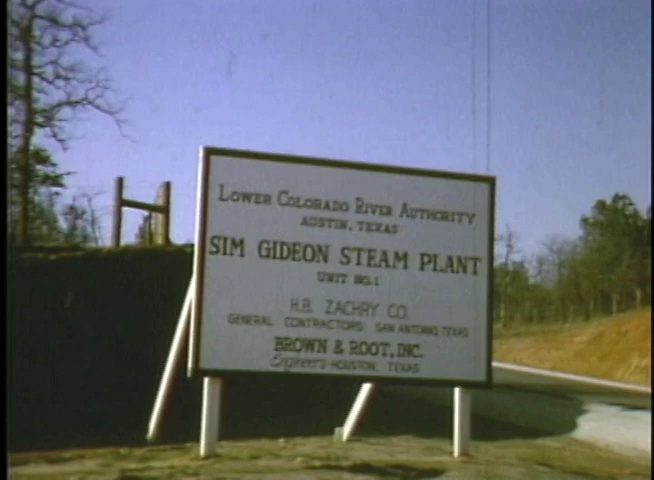 LOWER COLORADO RIVER AUTHORITY
AUSTIN, TEXAS
SIM GIDEON STEAM PLANT
UNIT NO. 1
H.B. ZACHRY CO.
GENERAL CONTRACTORS SAN ANTONIO, TEXAS
BROWN & ROOT, INC.
Engineers - HOUSTON, TEXAS